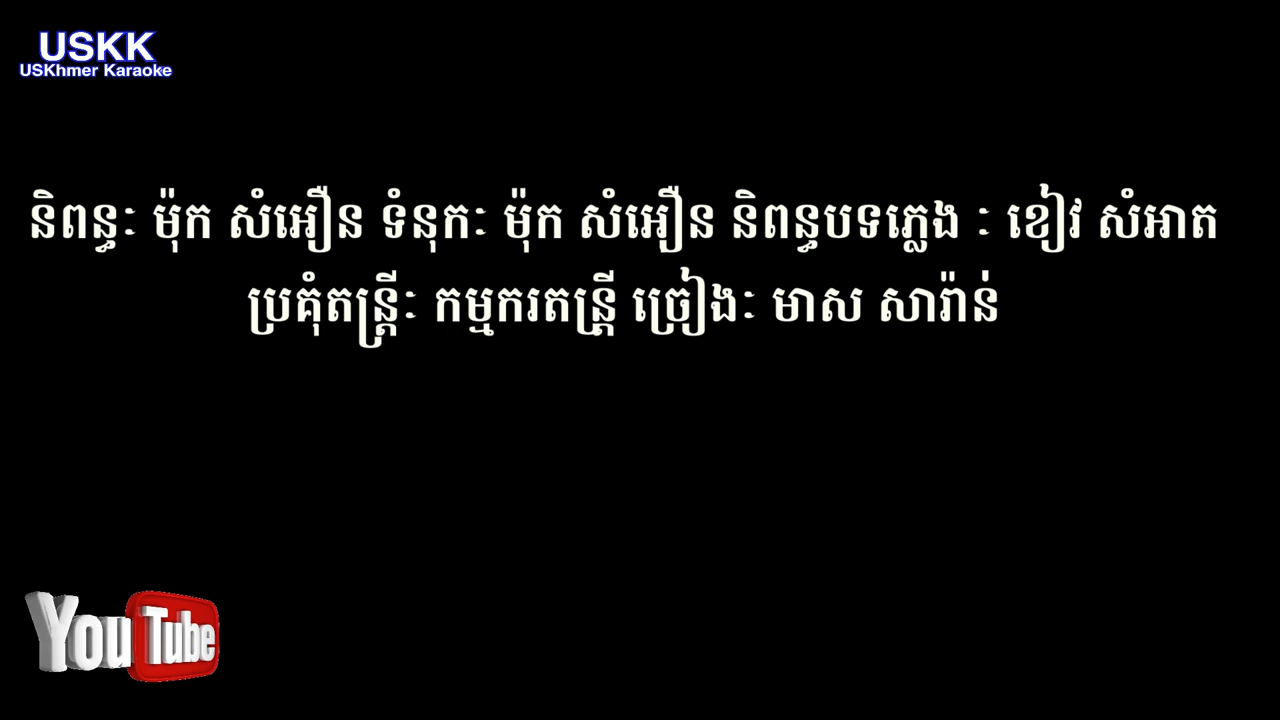 USKK
USKhmer Karaoke
និពន្ធៈ ម៉ុក សំអឿន ទំនុកៈ ម៉ុក សំអឿន និពន្ធបទភ្លេង ៈ ខៀវ សំអាត
ប្រគុំតន្ត្រីៈ កម្មករតន្ត្រី ច្រៀងៈ មាស សារ៉ាន់
YouTube